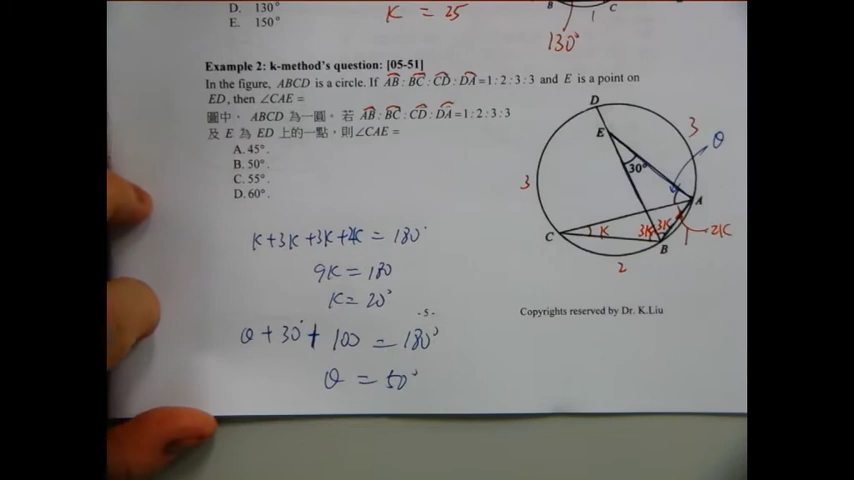 D. 130°
E. 150°
K = 25
B
C
1
130°
Example 2: k-method's question: [05-51]
In the figure, ABCD is a circle. If AB : BC : CD : DA = 1 : 2 : 3 : 3 and E is a point on
ED, then ∠CAE =
圖中， ABCD 為一圓。若 AB : BC : CD : DA = 1 : 2 : 3 : 3
及 E 為 ED 上的一點，則∠CAE =
A. 45°.
B. 50°.
C. 55°.
D. 60°.
D
E
30°
3
θ
3
A
C
K
3K
3K
B
1
2K
2
K+3K+3K+2K = 180°
9K = 180
K = 20°
- 5 -
Copyrights reserved by Dr. K.Liu
θ + 30° + 100 = 180°
θ = 50°